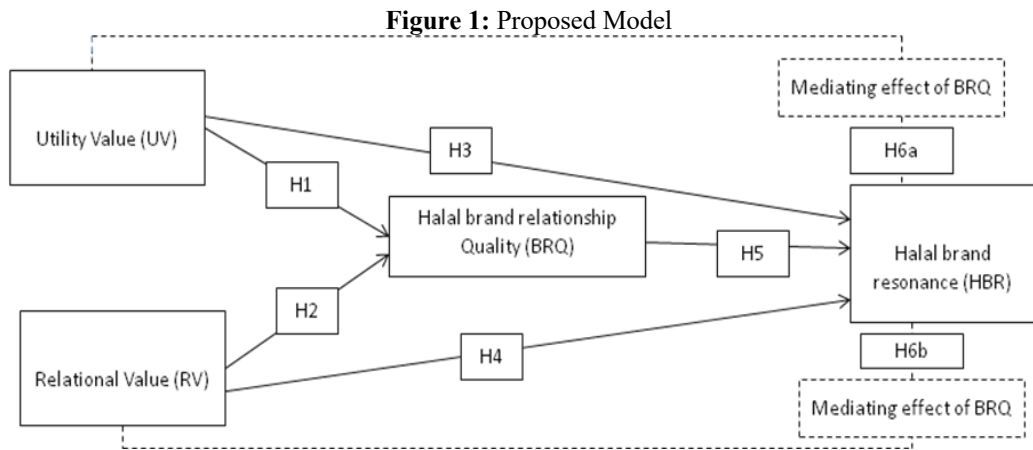 Figure 1: Proposed Model
Mediating effect of BRQ
Utility Value (UV)
H3
H6a
H1
Halal brand relationship
Quality (BRQ)
H5
Halal brand
resonance (HBR)
H2
H4
H6b
Relational Value (RV)
Mediating effect of BRQ